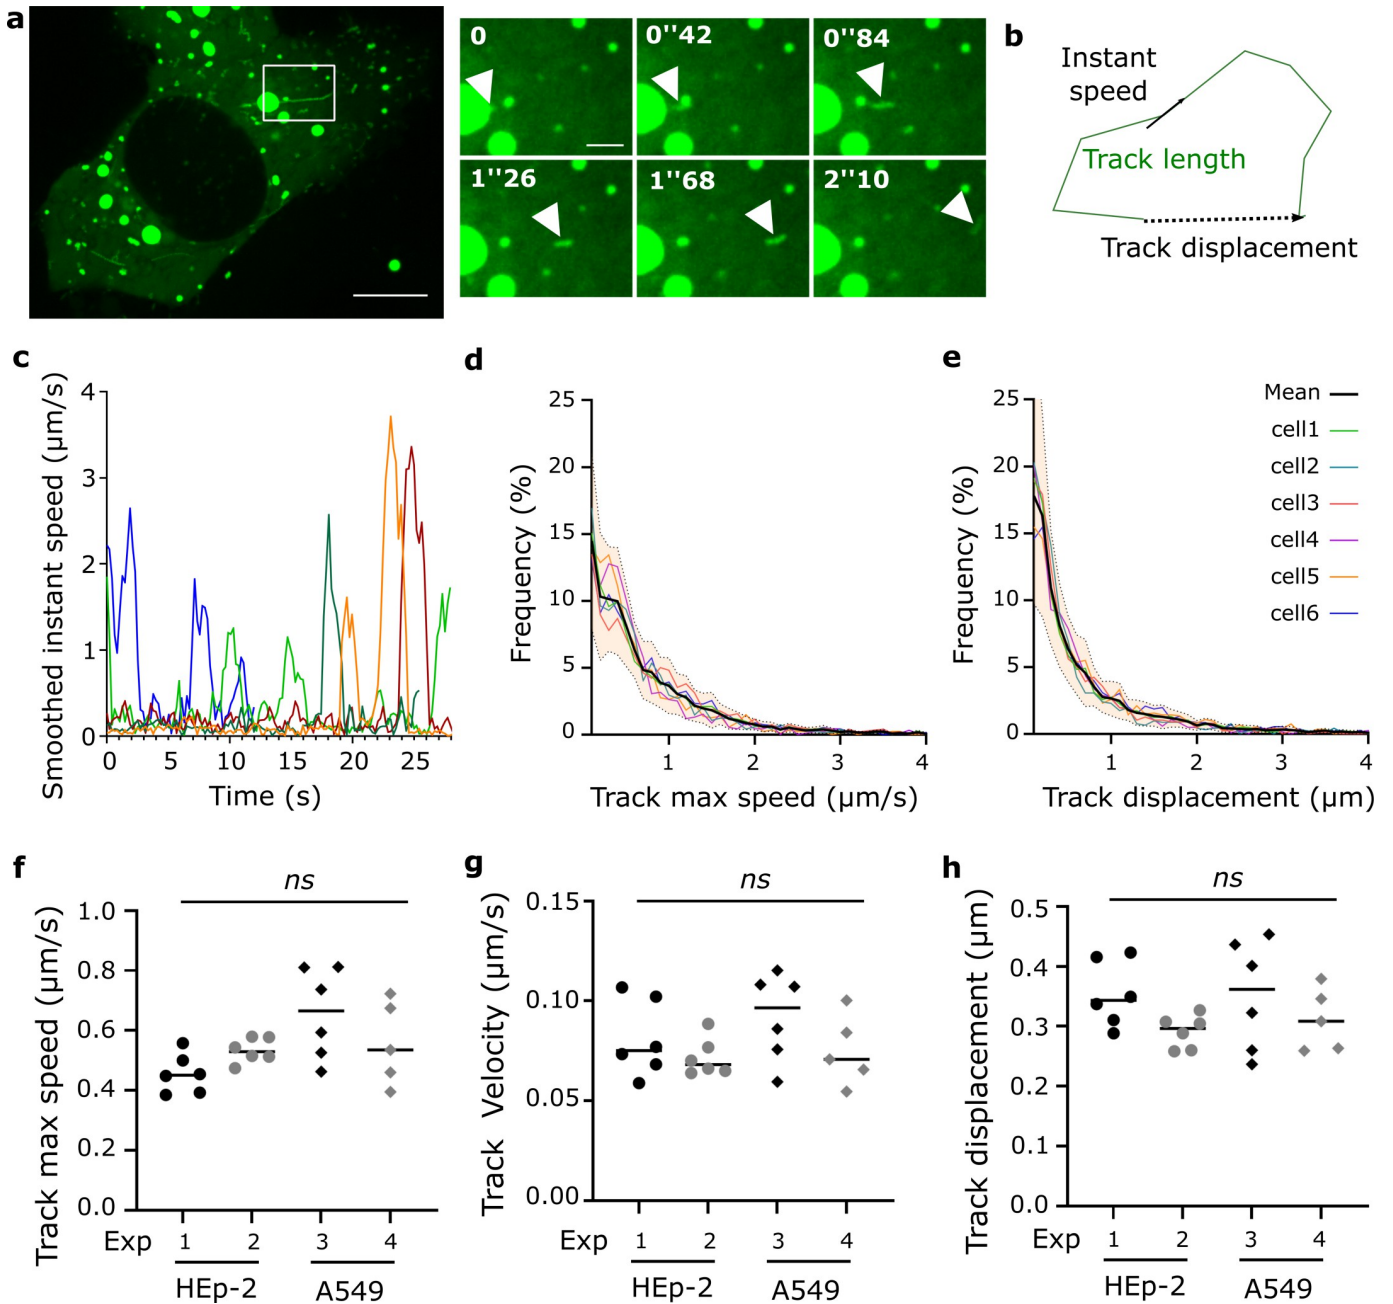 a
0
0''42
0''84
1''26
1''68
2''10
b
Instant
speed
Track length
Track displacement
c
Smoothed instant speed (µm/s)
4
3
2
1
0
0 5 10 15 20 25
Time (s)
d
Frequency (%)
25
20
15
10
5
0
1 2 3 4
Track max speed (µm/s)
e
Frequency (%)
25
20
15
10
5
0
1 2 3 4
Track displacement (µm)
Mean
cell1
cell2
cell3
cell4
cell5
cell6
f
ns
Track max speed (µm/s)
1.0
0.8
0.6
0.4
0.2
0.0
Exp 1 2 3 4
HEp-2 A549
g
ns
Track Velocity (µm/s)
0.15
0.10
0.05
0.00
Exp 1 2 3 4
HEp-2 A549
h
ns
Track displacement (µm)
0.5
0.4
0.3
0.2
0.1
0.0
Exp 1 2 3 4
HEp-2 A549